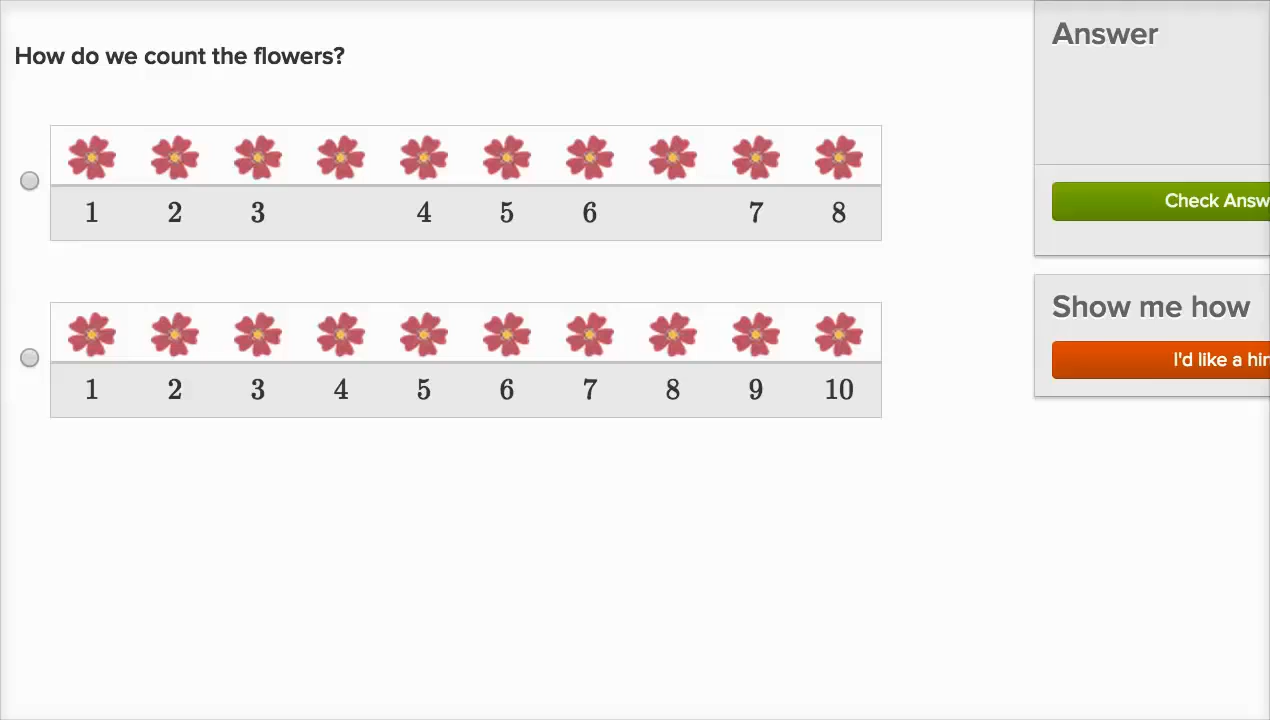 How do we count the flowers?
1 2 3 4 5 6 7 8
1 2 3 4 5 6 7 8 9 10
Answer
Check Answ
Show me how
I'd like a hin